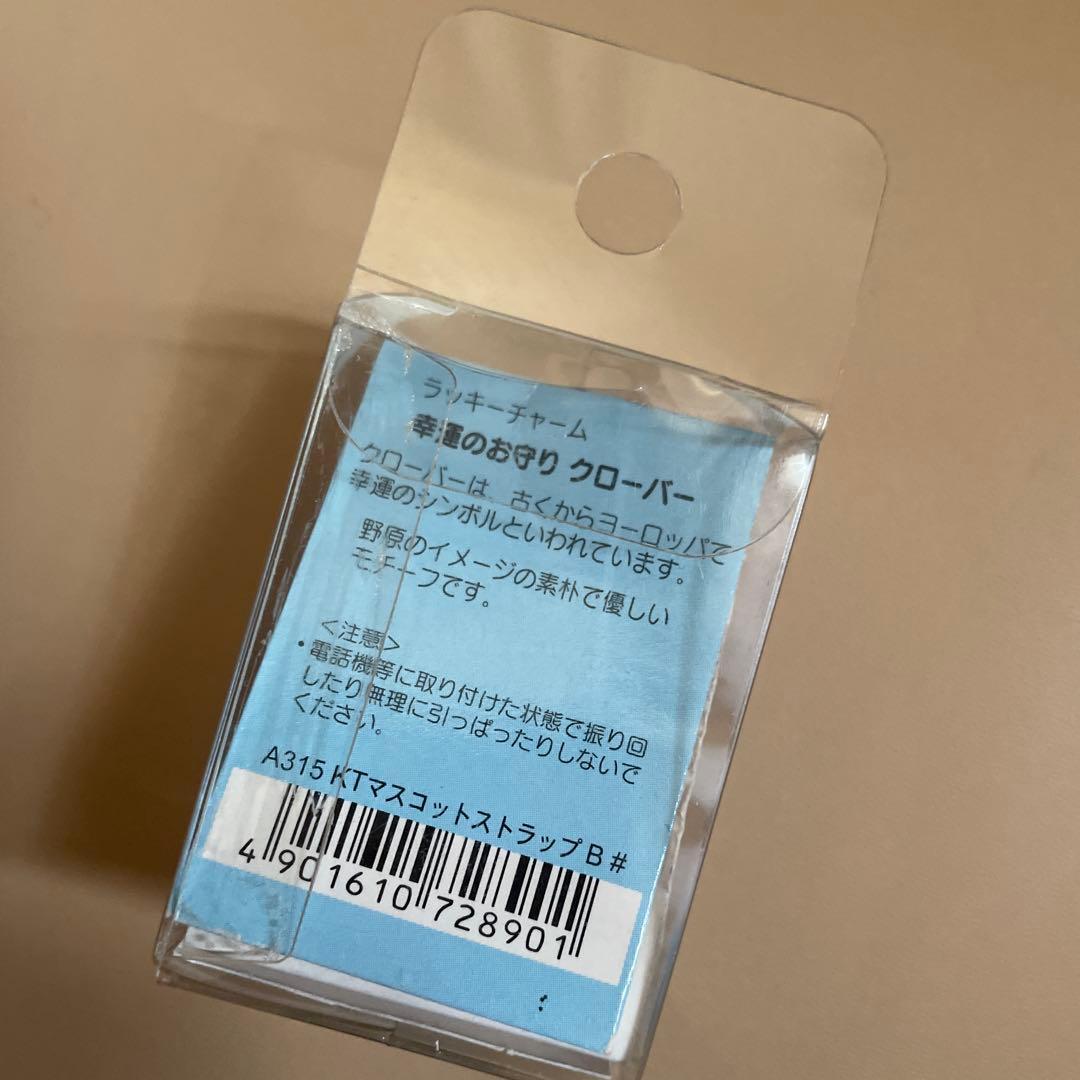 ラッキーチャーム
幸運のお守り クローバー
クローバーは、古くからヨーロッパで
幸運のシンボルといわれています。
野原のイメージの素朴で優しい
モチーフです。
＜注意＞
・電話機等に取り付けた状態で振り回
したり無理に引っぱったりしないで
ください。
A315 KTマスコットストラップB #
4 901610 728901